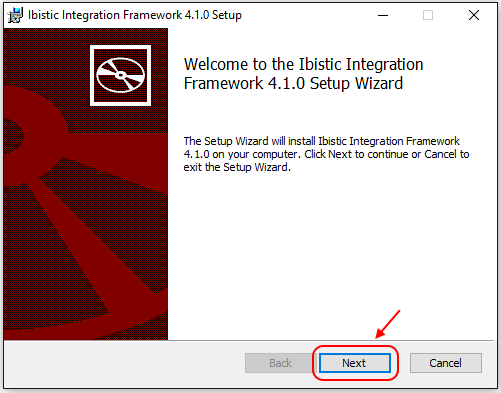 Ibistic Integration Framework 4.1.0 Setup
Welcome to the Ibistic Integration
Framework 4.1.0 Setup Wizard
The Setup Wizard will install Ibistic Integration Framework
4.1.0 on your computer. Click Next to continue or Cancel to
exit the Setup Wizard.
Back
Next
Cancel